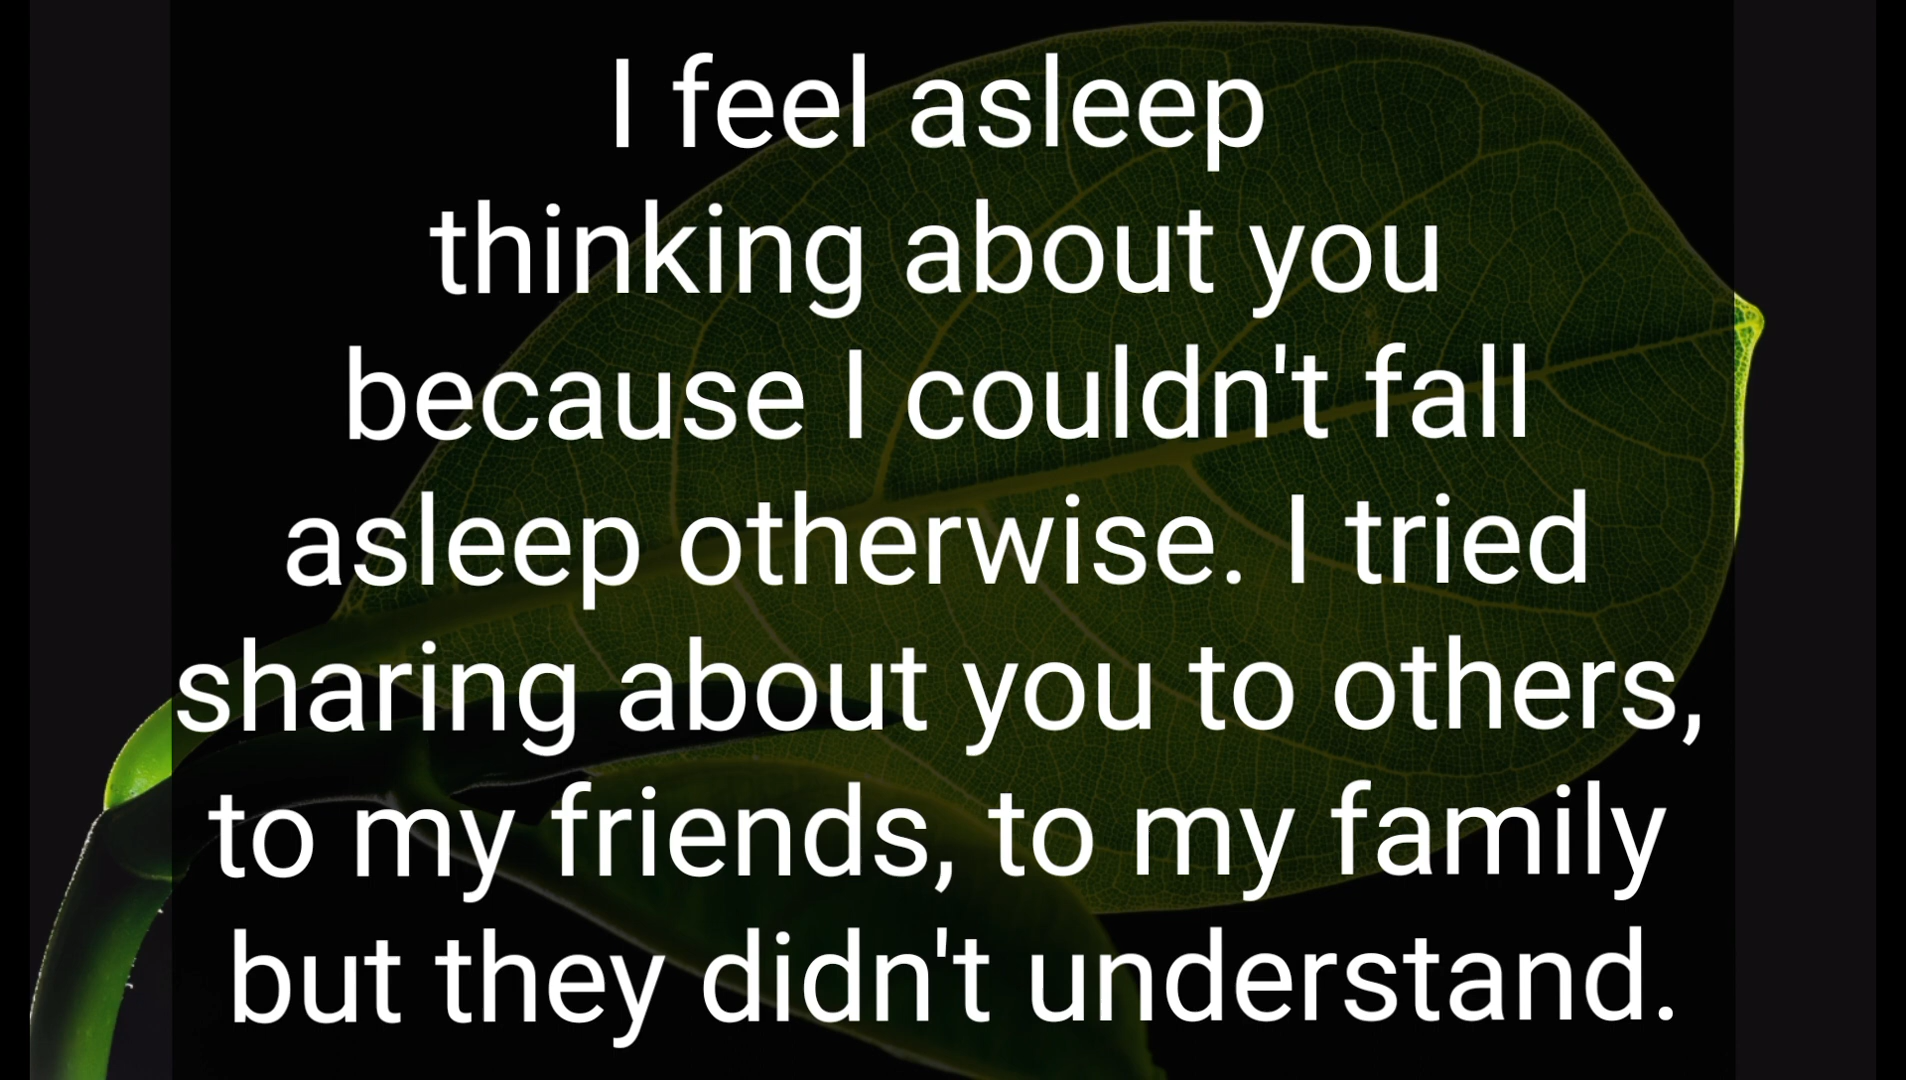 I feel asleep
thinking about you
because I couldn't fall
asleep otherwise. I tried
sharing about you to others,
to my friends, to my family
but they didn't understand.